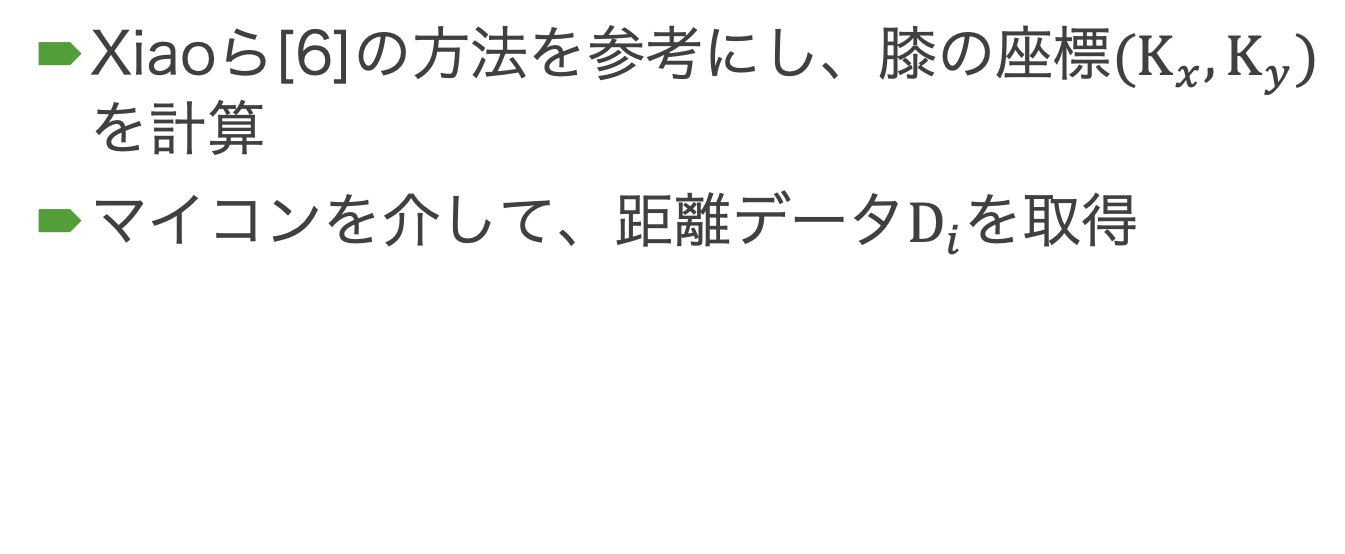 Xiaoら[6]の方法を参考にし、膝の座標(Kx, Ky)
を計算
マイコンを介して、距離データDiを取得